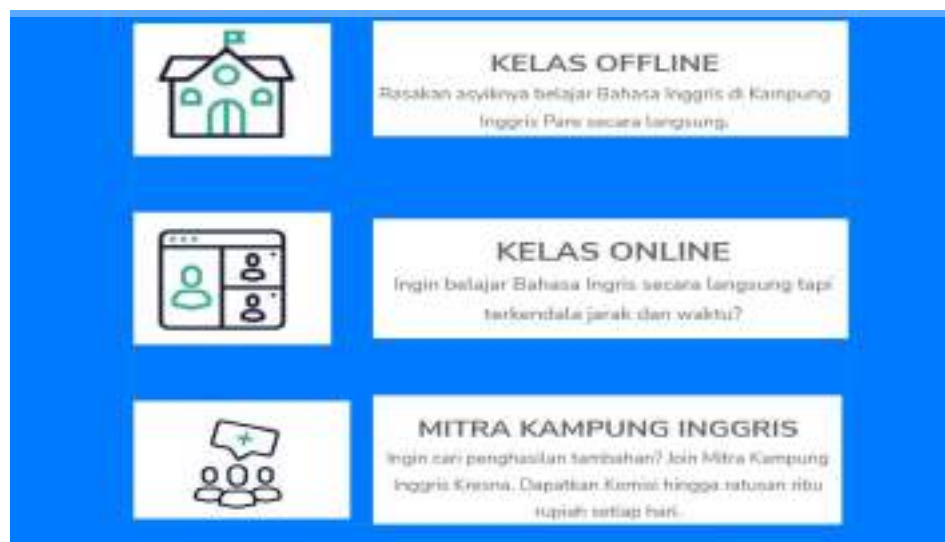 KELAS OFFLINE
Rasakan asyiknya belajar Bahasa Inggris di Kampung
Inggris Pare secara langsung.
KELAS ONLINE
Ingin belajar Bahasa Ingris secara langsung tapi
terkendala jarak dan waktu?
MITRA KAMPUNG INGGRIS
Ingin cari penghasilan tambahan? Join Mitra Kampung
Inggris Kresna. Dapatkan Komisi hingga ratusan ribu
rupiah setiap hari.